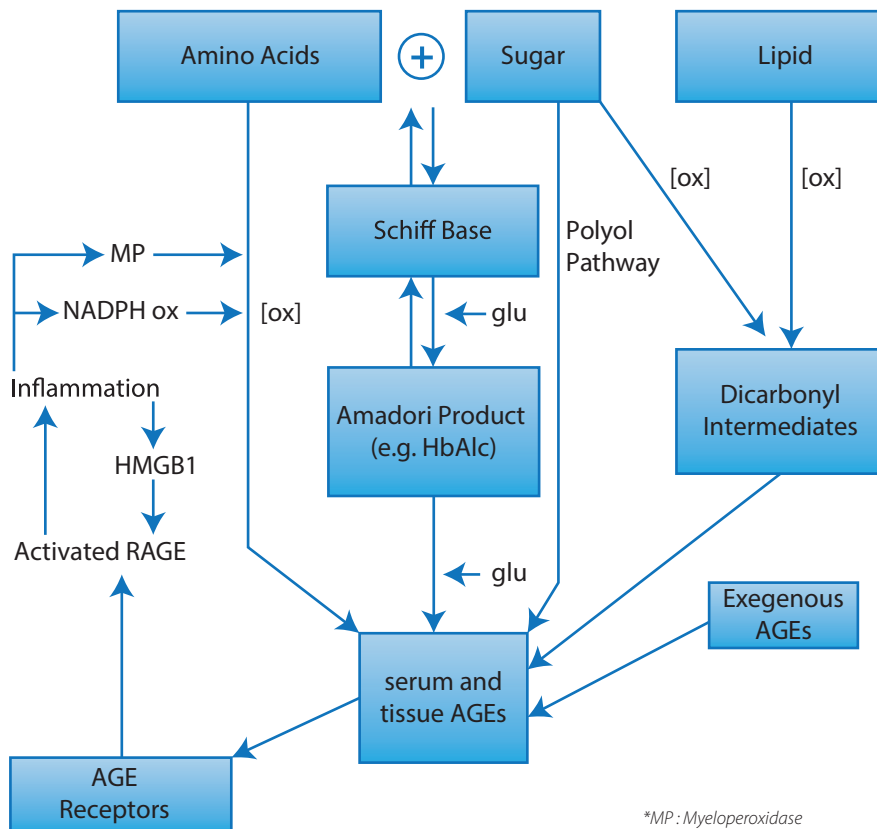 Amino Acids
+
Sugar
Lipid
[ox]
[ox]
Schiff Base
Polyol
Pathway
MP
NADPH ox
[ox]
glu
Inflammation
Amadori Product
(e.g. HbAlc)
Dicarbonyl
Intermediates
HMGB1
Activated RAGE
glu
Exegenous
AGEs
serum and
tissue AGEs
AGE
Receptors
*MP : Myeloperoxidase